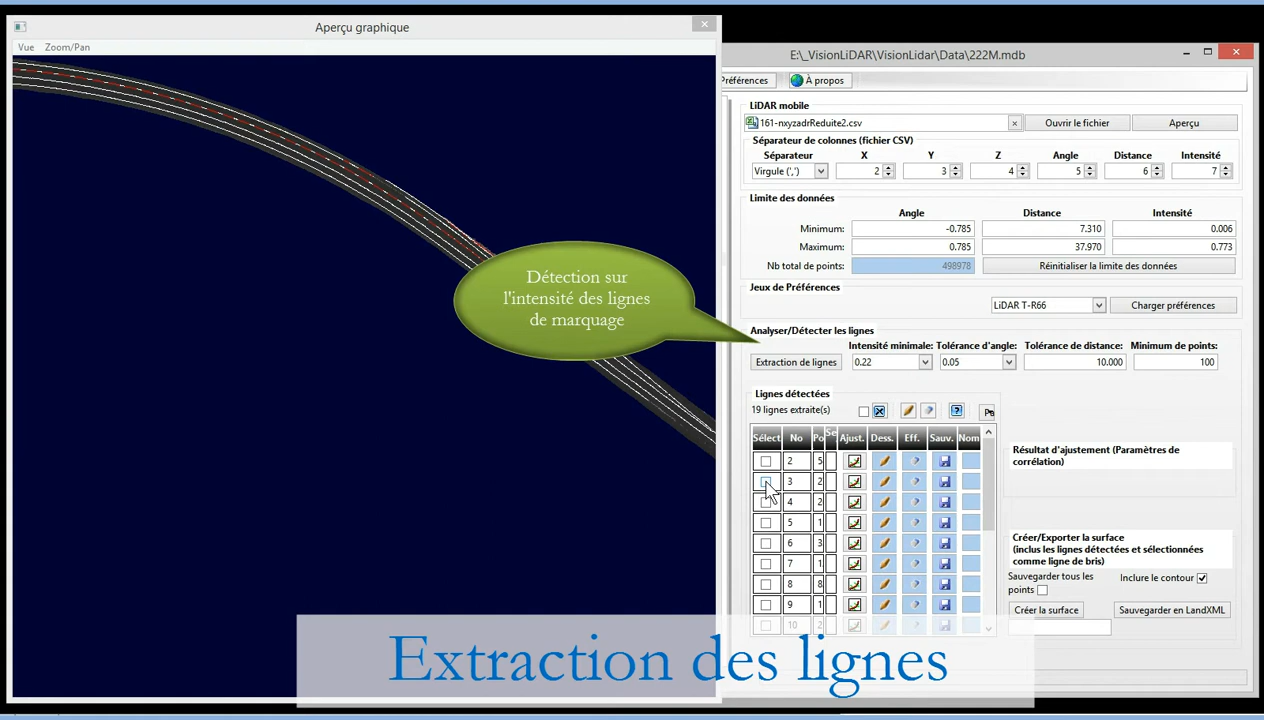 Aperçu graphique
Vue Zoom/Pan
E:\_VisionLiDAR\VisionLidar\Data\222M.mdb
Préférences À propos
LiDAR mobile
161-nxyzadrReduite2.csv Ouvrir le fichier Aperçu
Séparateur de colonnes (fichier CSV)
Séparateur X Y Z Angle Distance Intensité
Virgule (',') 2 3 4 5 6 7
Limite des données
Angle Distance Intensité
Minimum: -0.785 7.310 0.006
Maximum: 0.785 37.970 0.773
Nb total de points: 498978 Réinitialiser la limite des données
Jeux de Préférences
LiDAR T-R66 Charger préférences
Détection sur
l'intensité des lignes
de marquage
Analyser/Détecter les lignes
Intensité minimale: Tolérance d'angle: Tolérance de distance: Minimum de points:
Extraction de lignes 0.22 0.05 10.000 100
Lignes détectées
19 lignes extraite(s)
Sélect No Po Se Ajust. Dess. Eff. Sauv. Nom
2 5
3 2
4 2
5 1
6 3
7 1
8 8
9 1
10 2
Résultat d'ajustement (Paramètres de
corrélation)
Créer/Exporter la surface
(inclus les lignes détectées et sélectionnées
comme ligne de bris)
Sauvegarder tous les
points
Inclure le contour
Créer la surface Sauvegarder en LandXML
Extraction des lignes